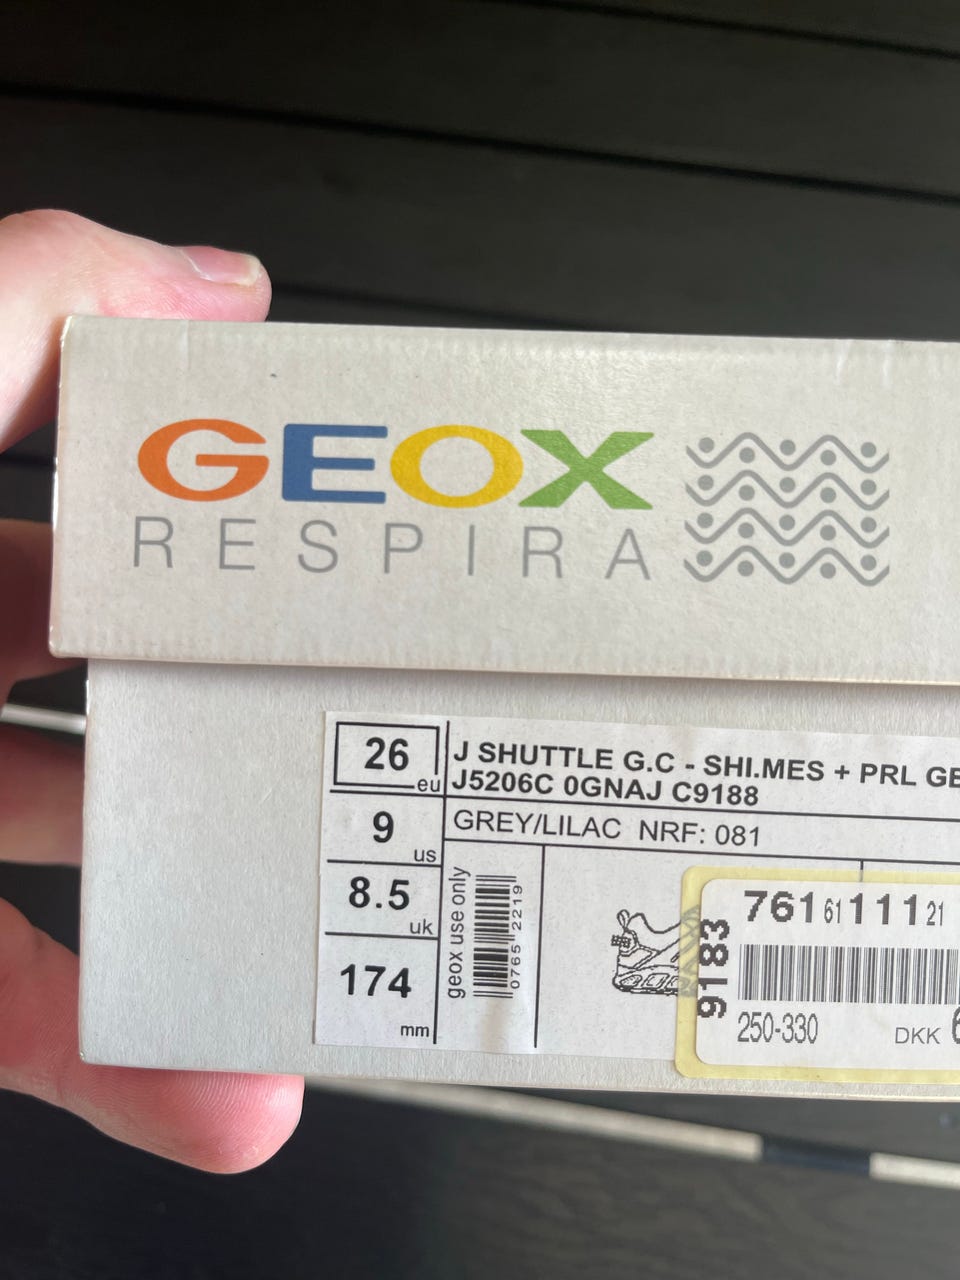 GEOX
RESPIRA
26 eu
J SHUTTLE G.C - SHI.MES + PRL GE
J5206C 0GNAJ C9188
9 us
GREY/LILAC NRF: 081
8.5 uk
174 mm
geox use only
0765 2219
9183
761 61 111 21
250-330 DKK